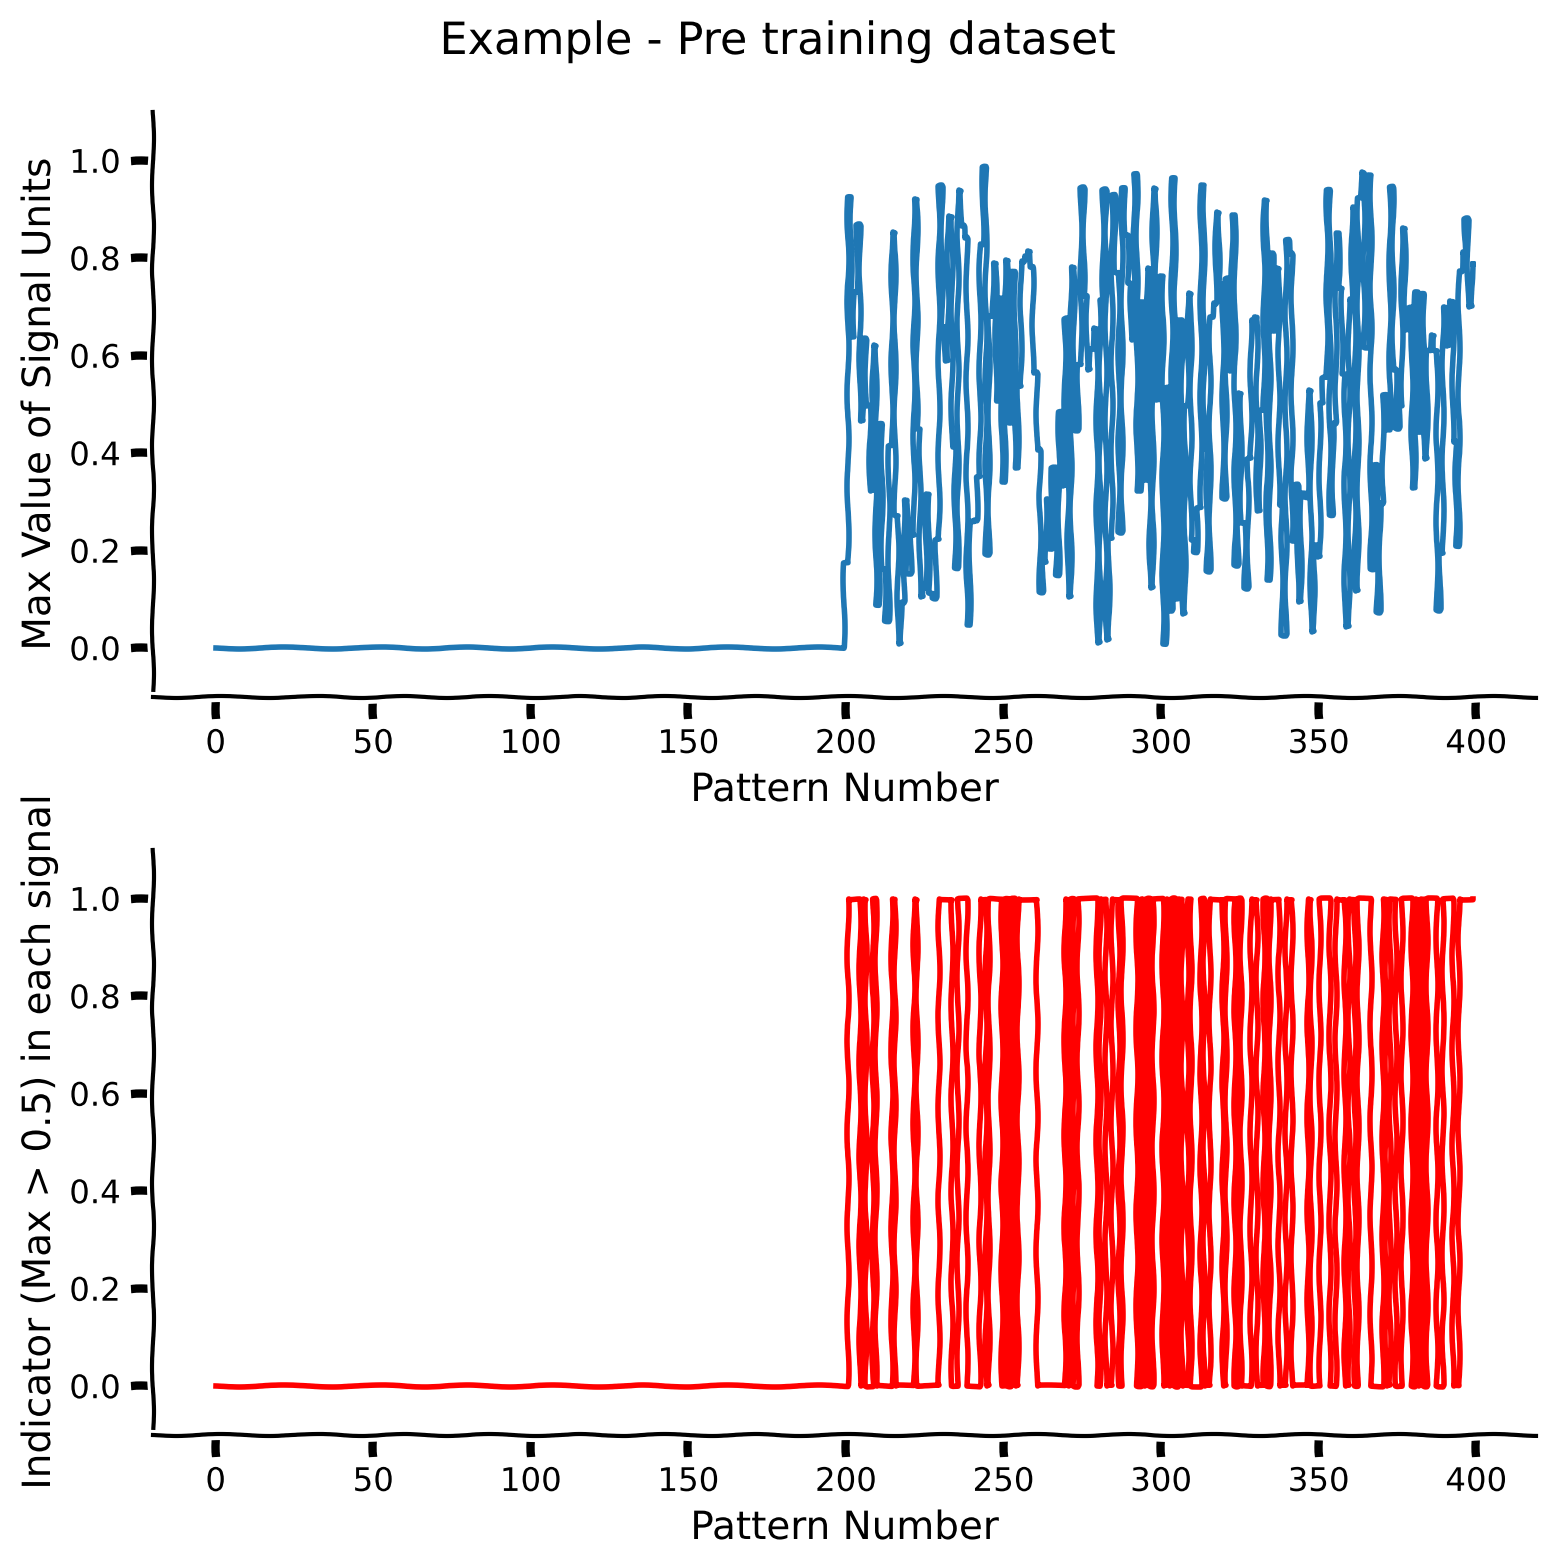 Example - Pre training dataset
Max Value of Signal Units
1.0
0.8
0.6
0.4
0.2
0.0
0 50 100 150 200 250 300 350 400
Pattern Number
Indicator (Max > 0.5) in each signal
1.0
0.8
0.6
0.4
0.2
0.0
0 50 100 150 200 250 300 350 400
Pattern Number